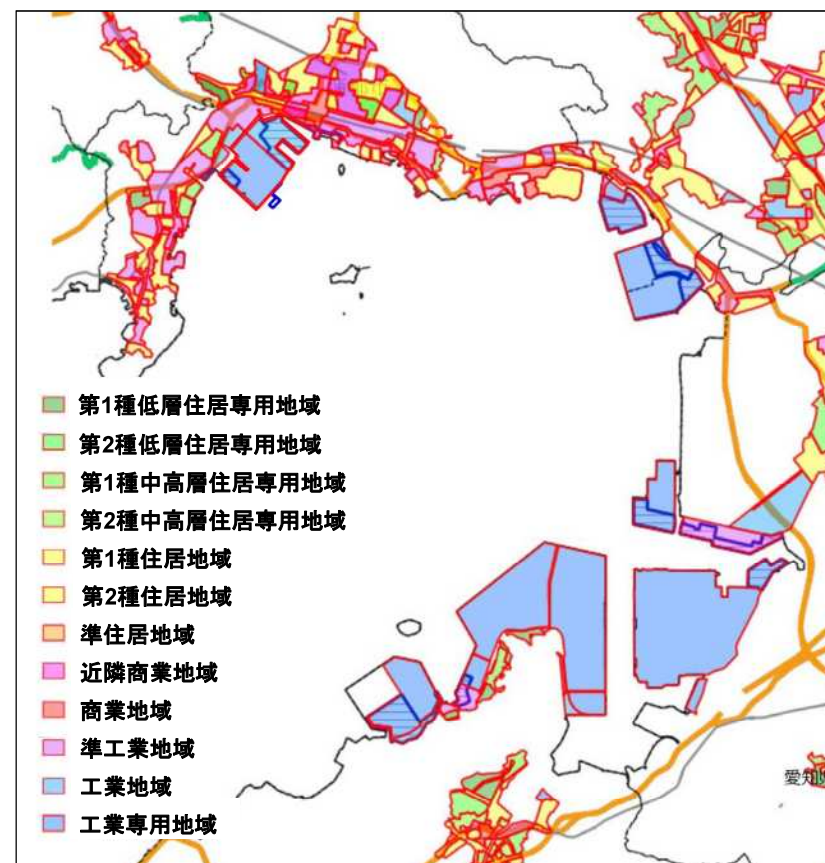 第1種低層住居専用地域
第2種低層住居専用地域
第1種中高層住居専用地域
第2種中高層住居専用地域
第1種住居地域
第2種住居地域
準住居地域
近隣商業地域
商業地域
準工業地域
工業地域
工業専用地域
愛知